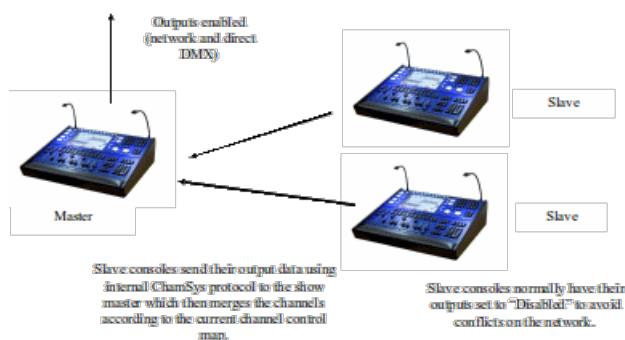 Outputs enabled
(network and direct
DMX)
Slave
Master
Slave
Slave consoles send their output data using
internal ChamSys protocol to the show
master which then merges the channels
according to the current channel control
map.
Slave consoles normally have their
outputs set to “Disabled” to avoid
conflicts on the network.